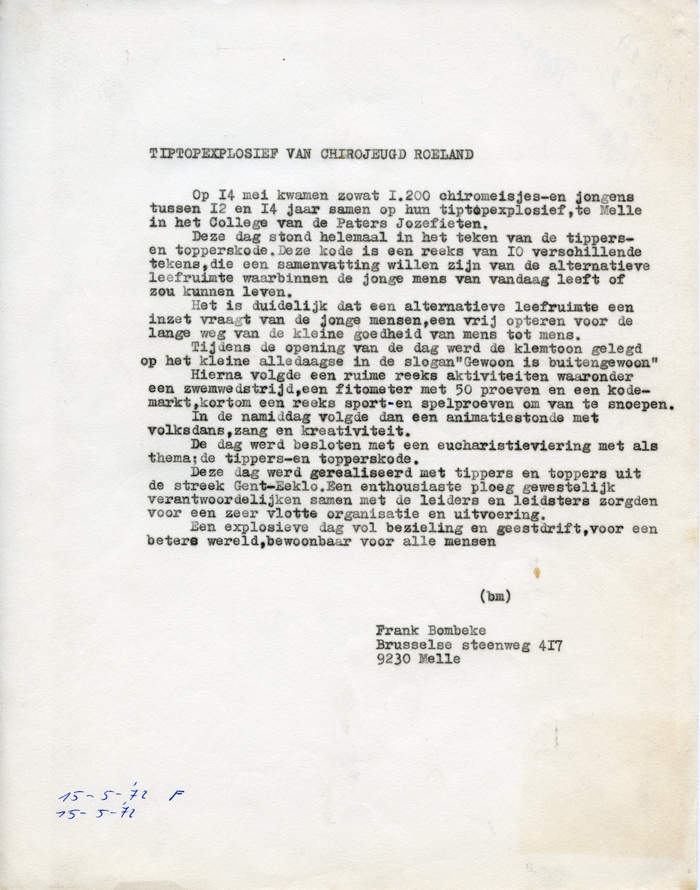 TIPTOPEXPLOSIEF VAN CHIROJEUGD ROELAND
Op I4 mei kwamen zowat I.200 chiromeisjes-en jongens
tussen I2 en I4 jaar samen op hun tiptopexplosief,te Melle
in het College van de Paters Jozefieten.
Deze dag stond helemaal in het teken van de tippers-
en topperskode.Deze kode is een reeks van IO verschillende
tekens,die een samenvatting willen zijn van de alternatieve
leefruimte waarbinnen de jonge mens van vandaag leeft of
zou kunnen leven.
Het is duidelijk dat een alternatieve leefruimte een
inzet vraagt van de jonge mensen,een vrij opteren voor de
lange weg van de kleine goedheid van mens tot mens.
Tijdens de opening van de dag werd de klemtoon gelegd
op het kleine alledaagse in de slogan"Gewoon is buitengewoon"
Hierna volgde een ruime reeks aktiviteiten waaronder
een zwemwedstrijd,een fitometer met 50 proeven en een kode-
markt,kortom een reeks sport-en spelproeven om van te snoepen.
In de namiddag volgde dan een animatiestonde met
volksdans,zang en kreativiteit.
De dag werd besloten met een eucharistieviering met als
thema:de tippers-en topperskode.
Deze dag werd gerealiseerd met tippers en toppers uit
de streek Gent-Eeklo.Een enthousiaste ploeg gewestelijk
verantwoordelijken samen met de leiders en leidsters zorgden
voor een zeer vlotte organisatie en uitvoering.
Een explosieve dag vol bezieling en geestdrift,voor een
betere wereld,bewoonbaar voor alle mensen
(bm)
Frank Bombeke
Brusselse steenweg 4I7
9230 Melle
15-5-'72 F
15-5-'72